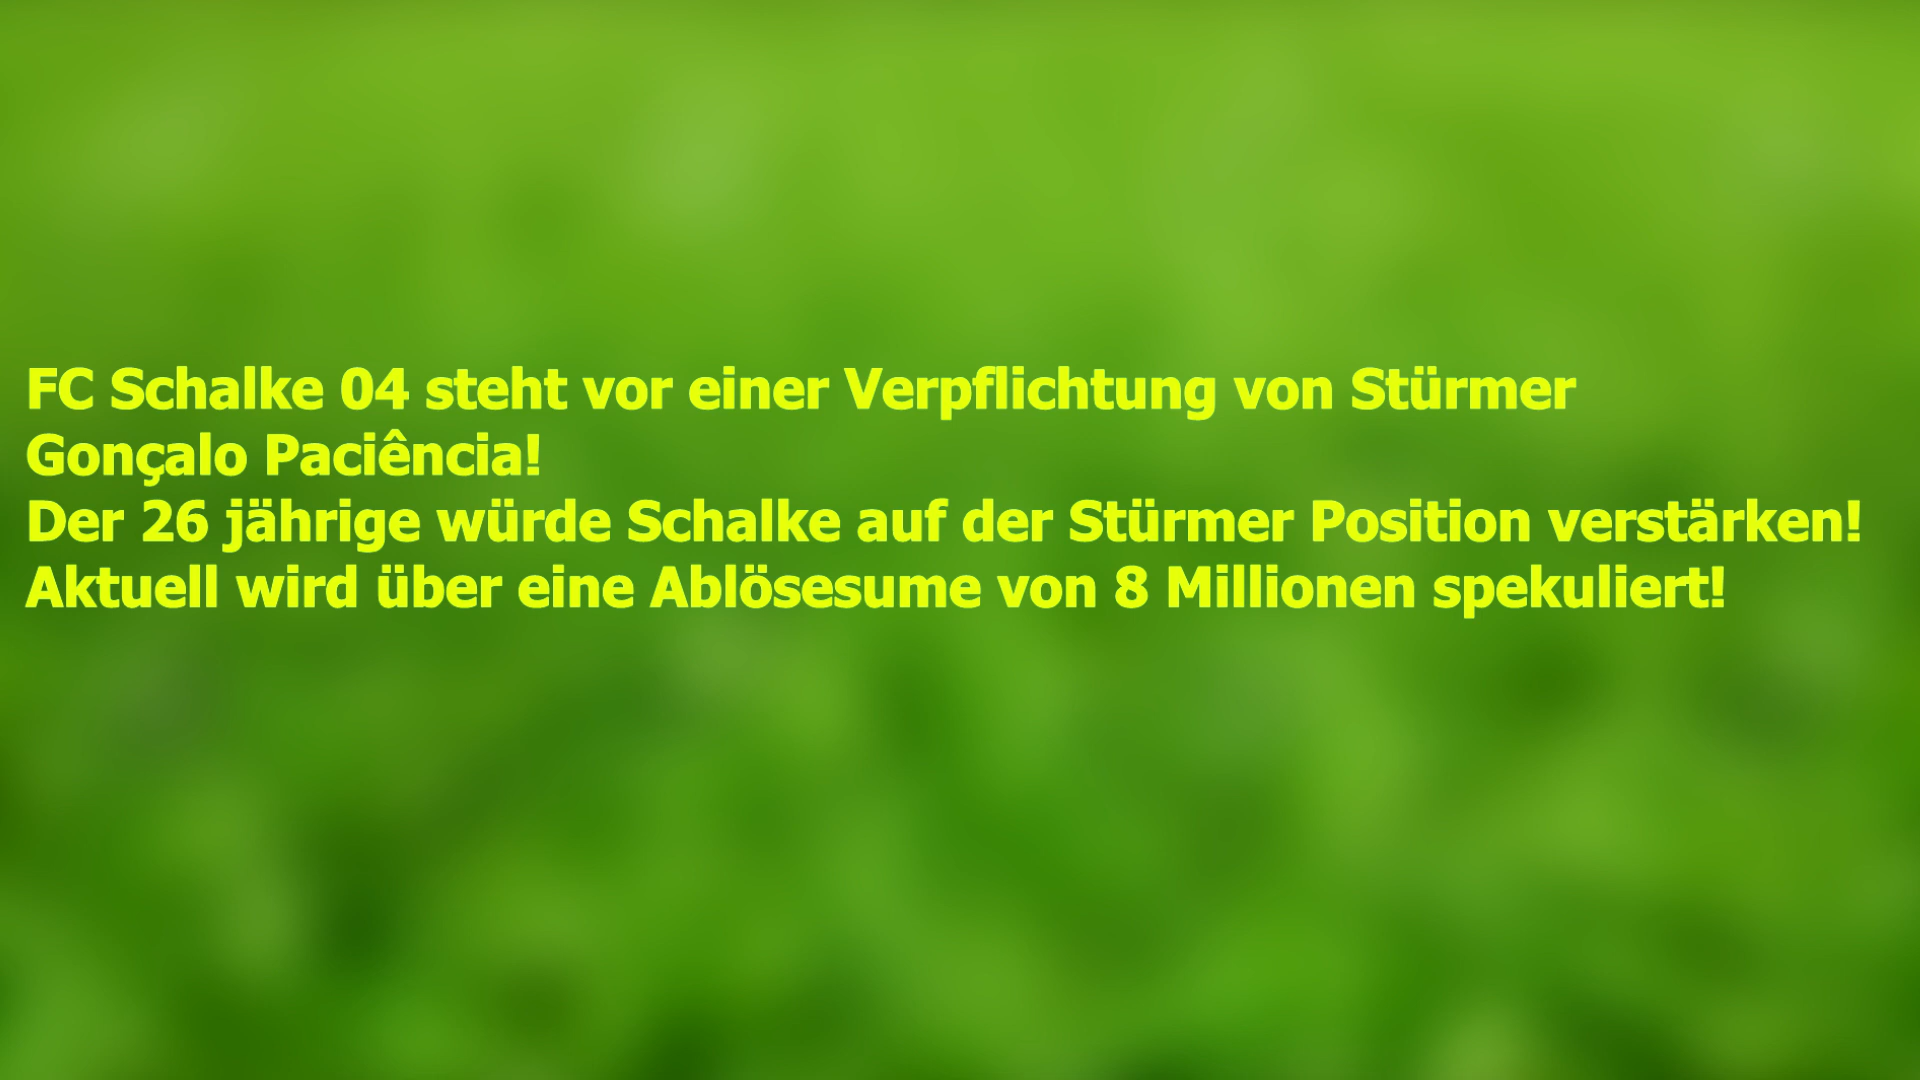 FC Schalke 04 steht vor einer Verpflichtung von Stürmer
Gonçalo Paciência!
Der 26 jährige würde Schalke auf der Stürmer Position verstärken!
Aktuell wird über eine Ablösesume von 8 Millionen spekuliert!